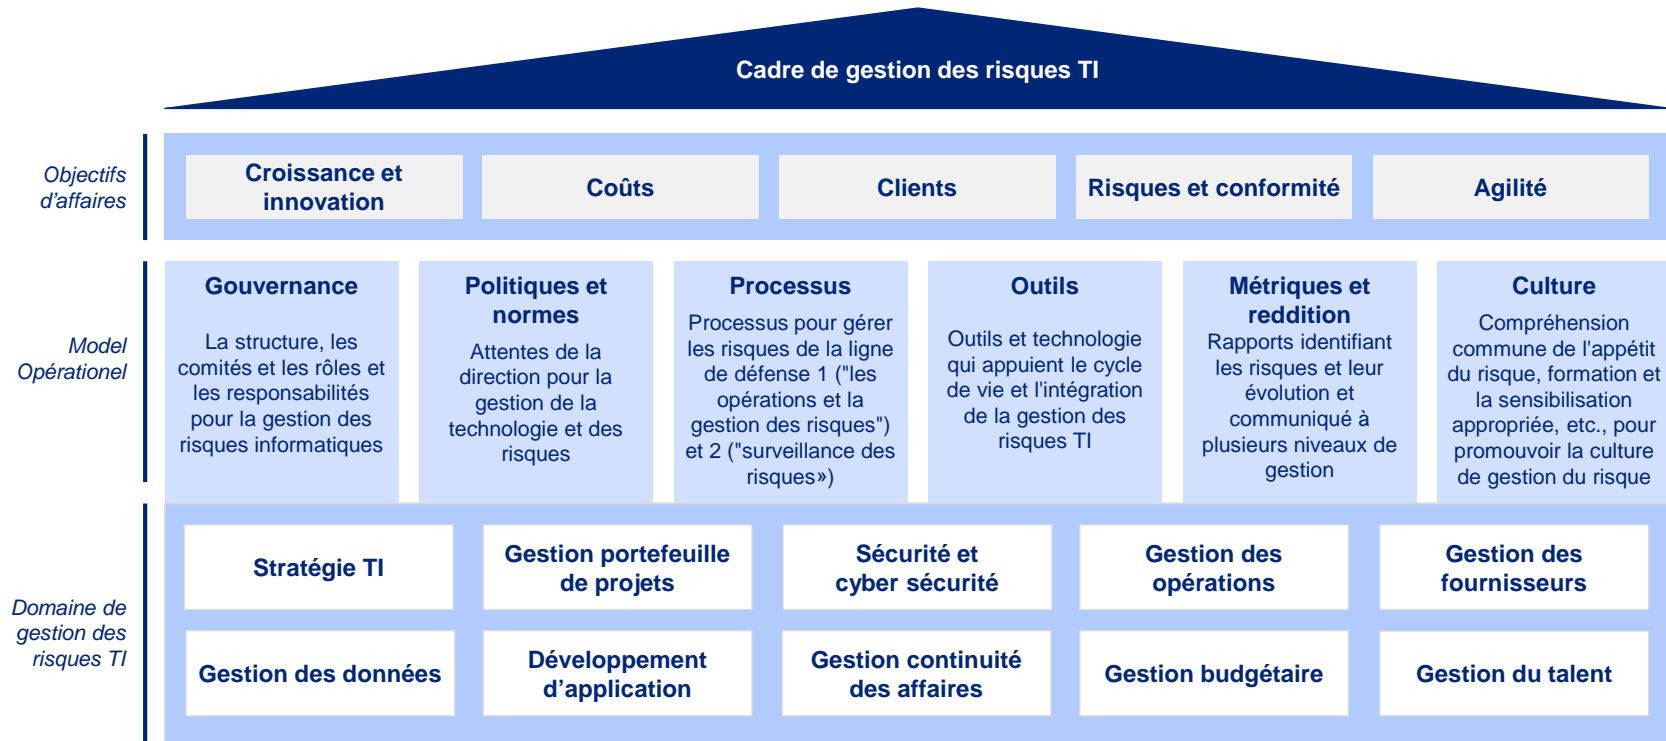 Cadre de gestion des risques TI
Objectifs
d'affaires
Croissance et
innovation
Coûts
Clients
Risques et conformité
Agilité
Model
Opérationel
Gouvernance
La structure, les
comités et les rôles et
les responsabilités
pour la gestion des
risques informatiques
Politiques et
normes
Attentes de la
direction pour la
gestion de la
technologie et des
risques
Processus
Processus pour gérer
les risques de la ligne
de défense 1 ("les
opérations et la
gestion des risques")
et 2 ("surveillance des
risques»)
Outils
Outils et technologie
qui appuient le cycle
de vie et l'intégration
de la gestion des
risques TI
Métriques et
reddition
Rapports identifiant
les risques et leur
évolution et
communiqué à
plusieurs niveaux de
gestion
Culture
Compréhension
commune de l'appétit
du risque, formation et
la sensibilisation
appropriée, etc., pour
promouvoir la culture
de gestion du risque
Domaine de
gestion des
risques TI
Stratégie TI
Gestion portefeuille
de projets
Sécurité et
cyber sécurité
Gestion des
opérations
Gestion des
fournisseurs
Gestion des données
Développement
d'application
Gestion continuité
des affaires
Gestion budgétaire
Gestion du talent